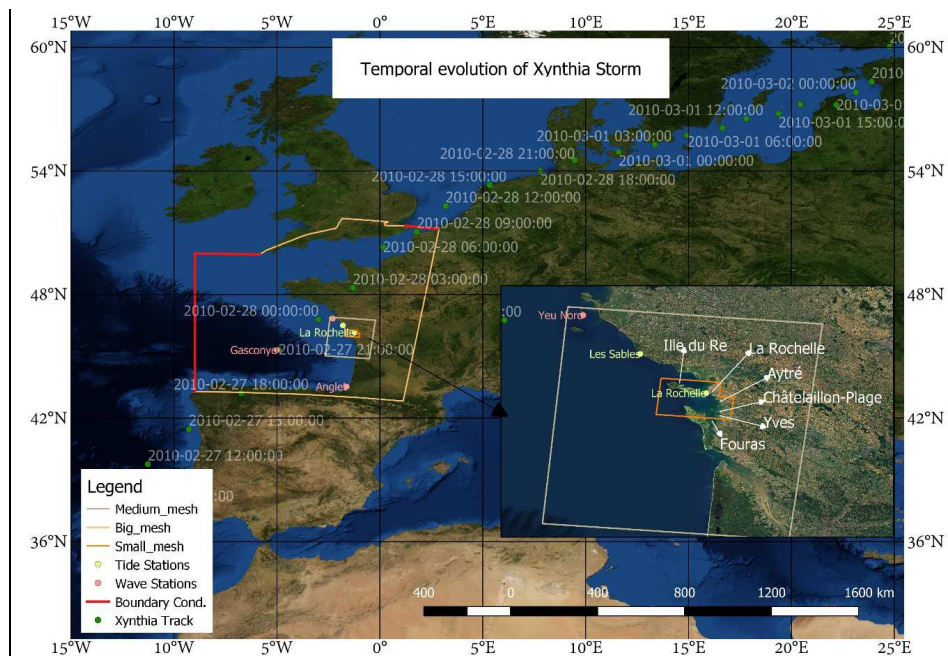 15°W 10°W 5°W 0° 5°E 10°E 15°E 20°E 25°E
60°N 60°N
Temporal evolution of Xynthia Storm
2010-03-02 00:00:00
2010-03-01 12:00:00
2010-03-01 15:00:00
2010-03-01 03:00:00
2010-03-01 06:00:00
2010-02-28 21:00:00
2010-03-01 00:00:00
54°N 54°N
2010-02-28 15:00:00
2010-02-28 18:00:00
2010-02-28 12:00:00
2010-02-28 09:00:00
2010-02-28 06:00:00
2010-02-28 03:00:00
48°N 48°N
2010-02-28 00:00:00
La Rochelle
Gasconye
2010-02-27 21:00:00
2010-02-27 18:00:00
Angle
42°N 42°N
2010-02-27 15:00:00
2010-02-27 12:00:00
:00
Yeu Nord
Les Sables
Ille du Re
La Rochelle
Aytré
La Rochelle
Châtelaillon-Plage
Yves
Fouras
Legend
Medium_mesh
Big_mesh
Small_mesh
Tide Stations
Wave Stations
Boundary Cond.
Xynthia Track
:00
36°N 36°N
400 0 400 800 1200 1600 km
15°W 10°W 5°W 0° 5°E 10°E 15°E 20°E 25°E